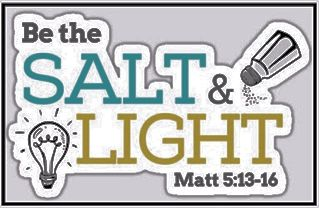 Be the
SALT &
LIGHT
Matt 5:13-16